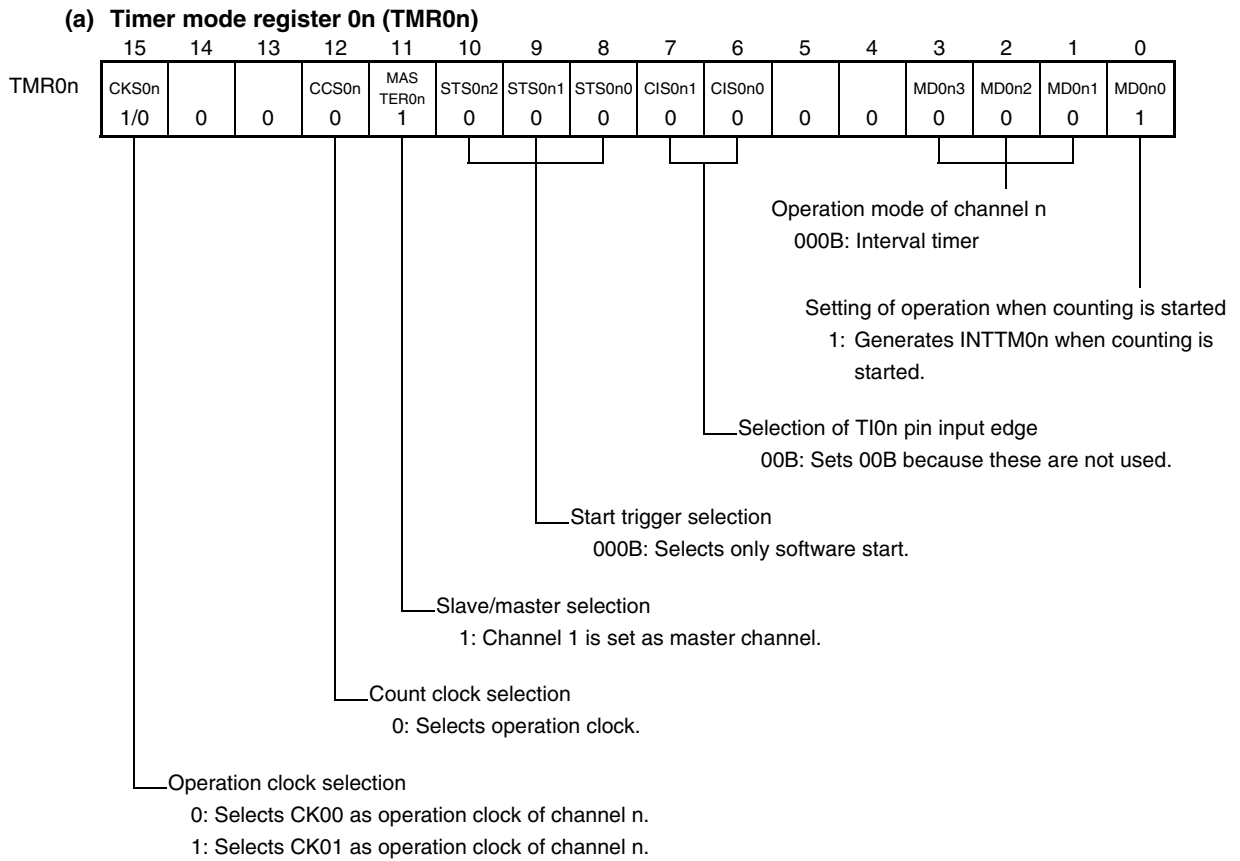 (a) Timer mode register 0n (TMR0n)
15 14 13 12 11 10 9 8 7 6 5 4 3 2 1 0
TMR0n CKS0n CCS0n MAS TER0n STS0n2 STS0n1 STS0n0 CIS0n1 CIS0n0 MD0n3 MD0n2 MD0n1 MD0n0
1/0 0 0 0 1 0 0 0 0 0 0 0 0 0 0 1
Operation mode of channel n
000B: Interval timer
Setting of operation when counting is started
1: Generates INTTM0n when counting is
started.
Selection of TI0n pin input edge
00B: Sets 00B because these are not used.
Start trigger selection
000B: Selects only software start.
Slave/master selection
1: Channel 1 is set as master channel.
Count clock selection
0: Selects operation clock.
Operation clock selection
0: Selects CK00 as operation clock of channel n.
1: Selects CK01 as operation clock of channel n.